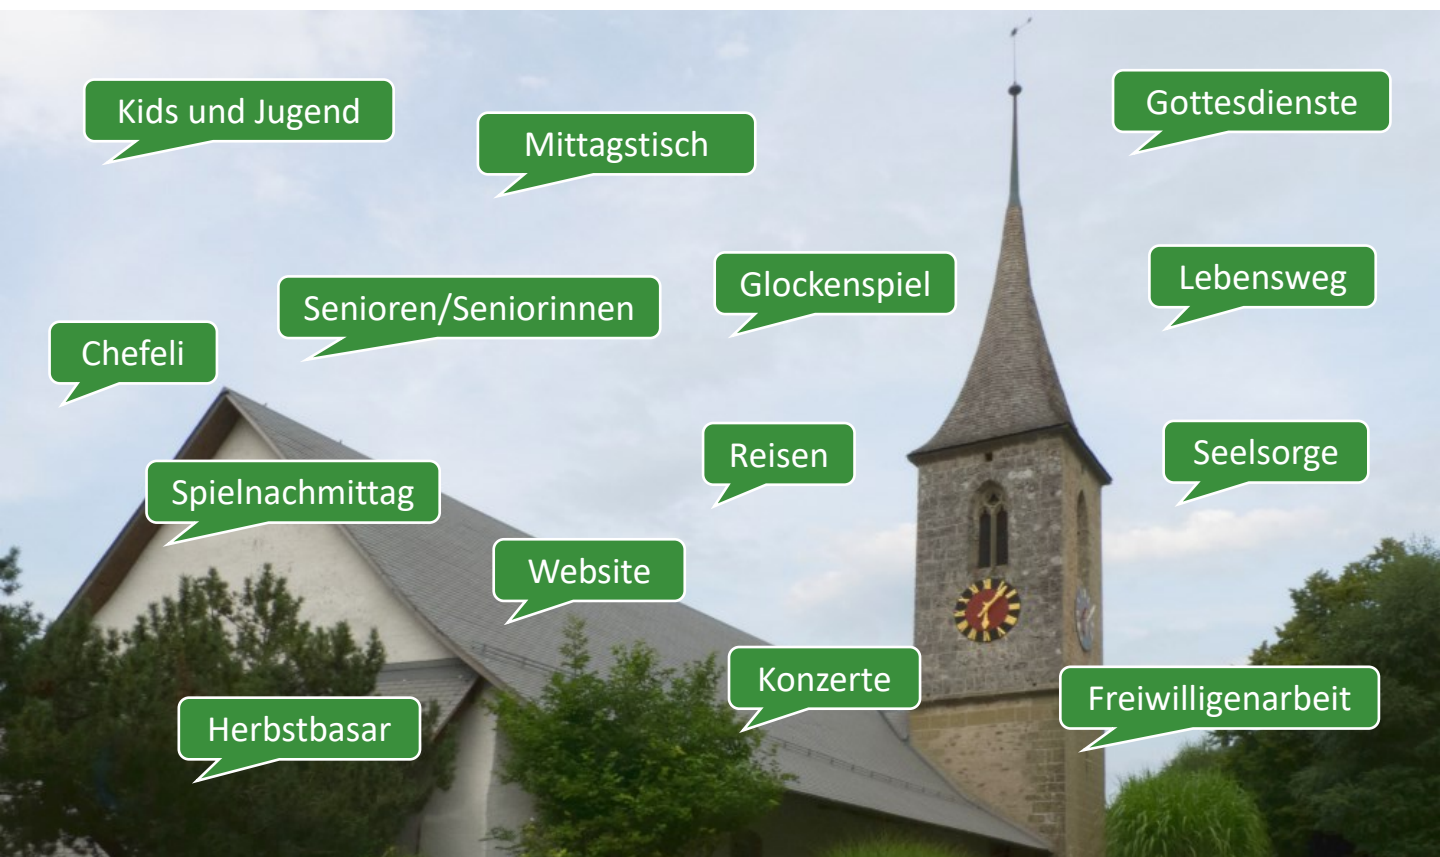 Kids und Jugend
Mittagstisch
Gottesdienste
Senioren/Seniorinnen
Glockenspiel
Lebensweg
Chefeli
Spielnachmittag
Reisen
Seelsorge
Website
Konzerte
Freiwilligenarbeit
Herbstbasar